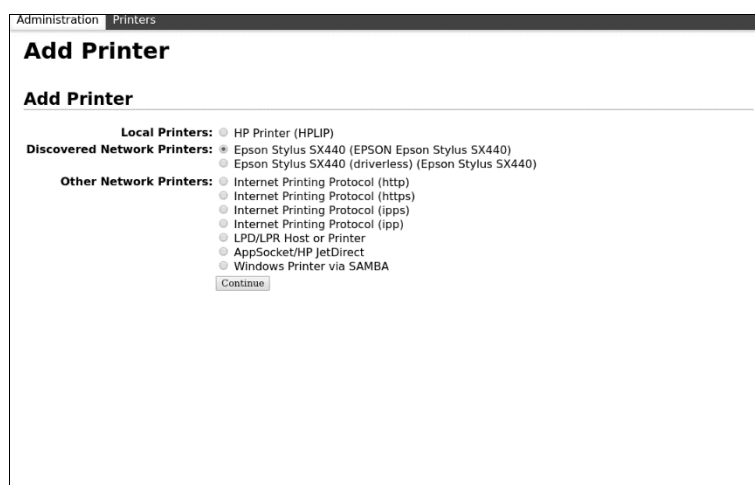 Administration Printers
Add Printer
Add Printer
Local Printers: HP Printer (HPLIP)
Discovered Network Printers: Epson Stylus SX440 (EPSON Epson Stylus SX440)
Epson Stylus SX440 (driverless) (Epson Stylus SX440)
Other Network Printers: Internet Printing Protocol (http)
Internet Printing Protocol (https)
Internet Printing Protocol (ipps)
Internet Printing Protocol (ipp)
LPD/LPR Host or Printer
AppSocket/HP JetDirect
Windows Printer via SAMBA
Continue